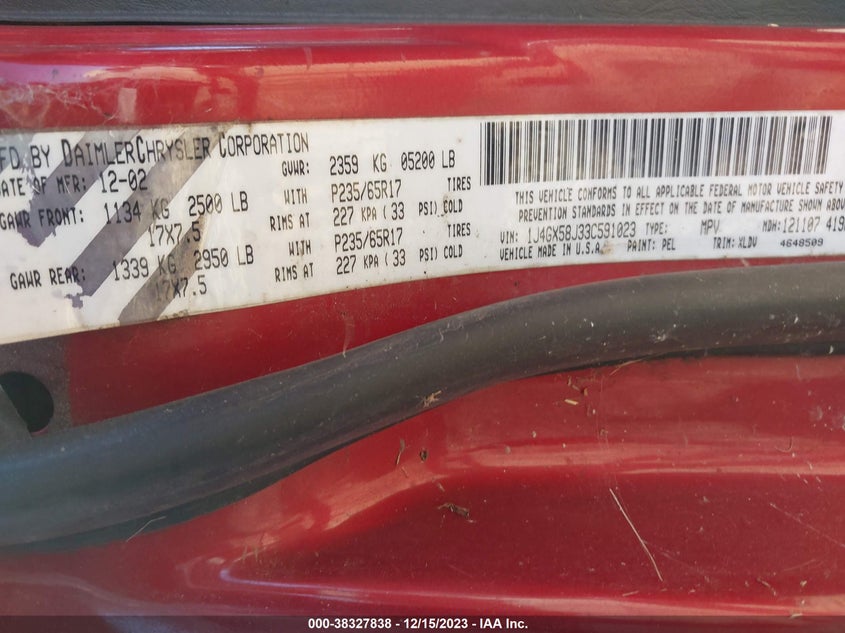 MFD. BY DAIMLERCHRYSLER CORPORATION
DATE OF MFR: 12-02 GVWR: 2359 KG 05200 LB
GAWR FRONT: 1134 KG 2500 LB WITH P235/65R17 TIRES
17X7.5 RIMS AT 227 KPA ( 33 PSI) COLD
GAWR REAR: 1339 KG 2950 LB WITH P235/65R17 TIRES
17X7.5 RIMS AT 227 KPA ( 33 PSI) COLD
THIS VEHICLE CONFORMS TO ALL APPLICABLE FEDERAL MOTOR VEHICLE SAFETY
PREVENTION STANDARDS IN EFFECT ON THE DATE OF MANUFACTURE SHOWN ABOVE
VIN: 1J4GX58J33C591023 TYPE: MPV MDH: 121107 419
VEHICLE MADE IN U.S.A. PAINT: PEL TRIM: XLDV 4648509
000-38327838 - 12/15/2023 - IAA Inc.